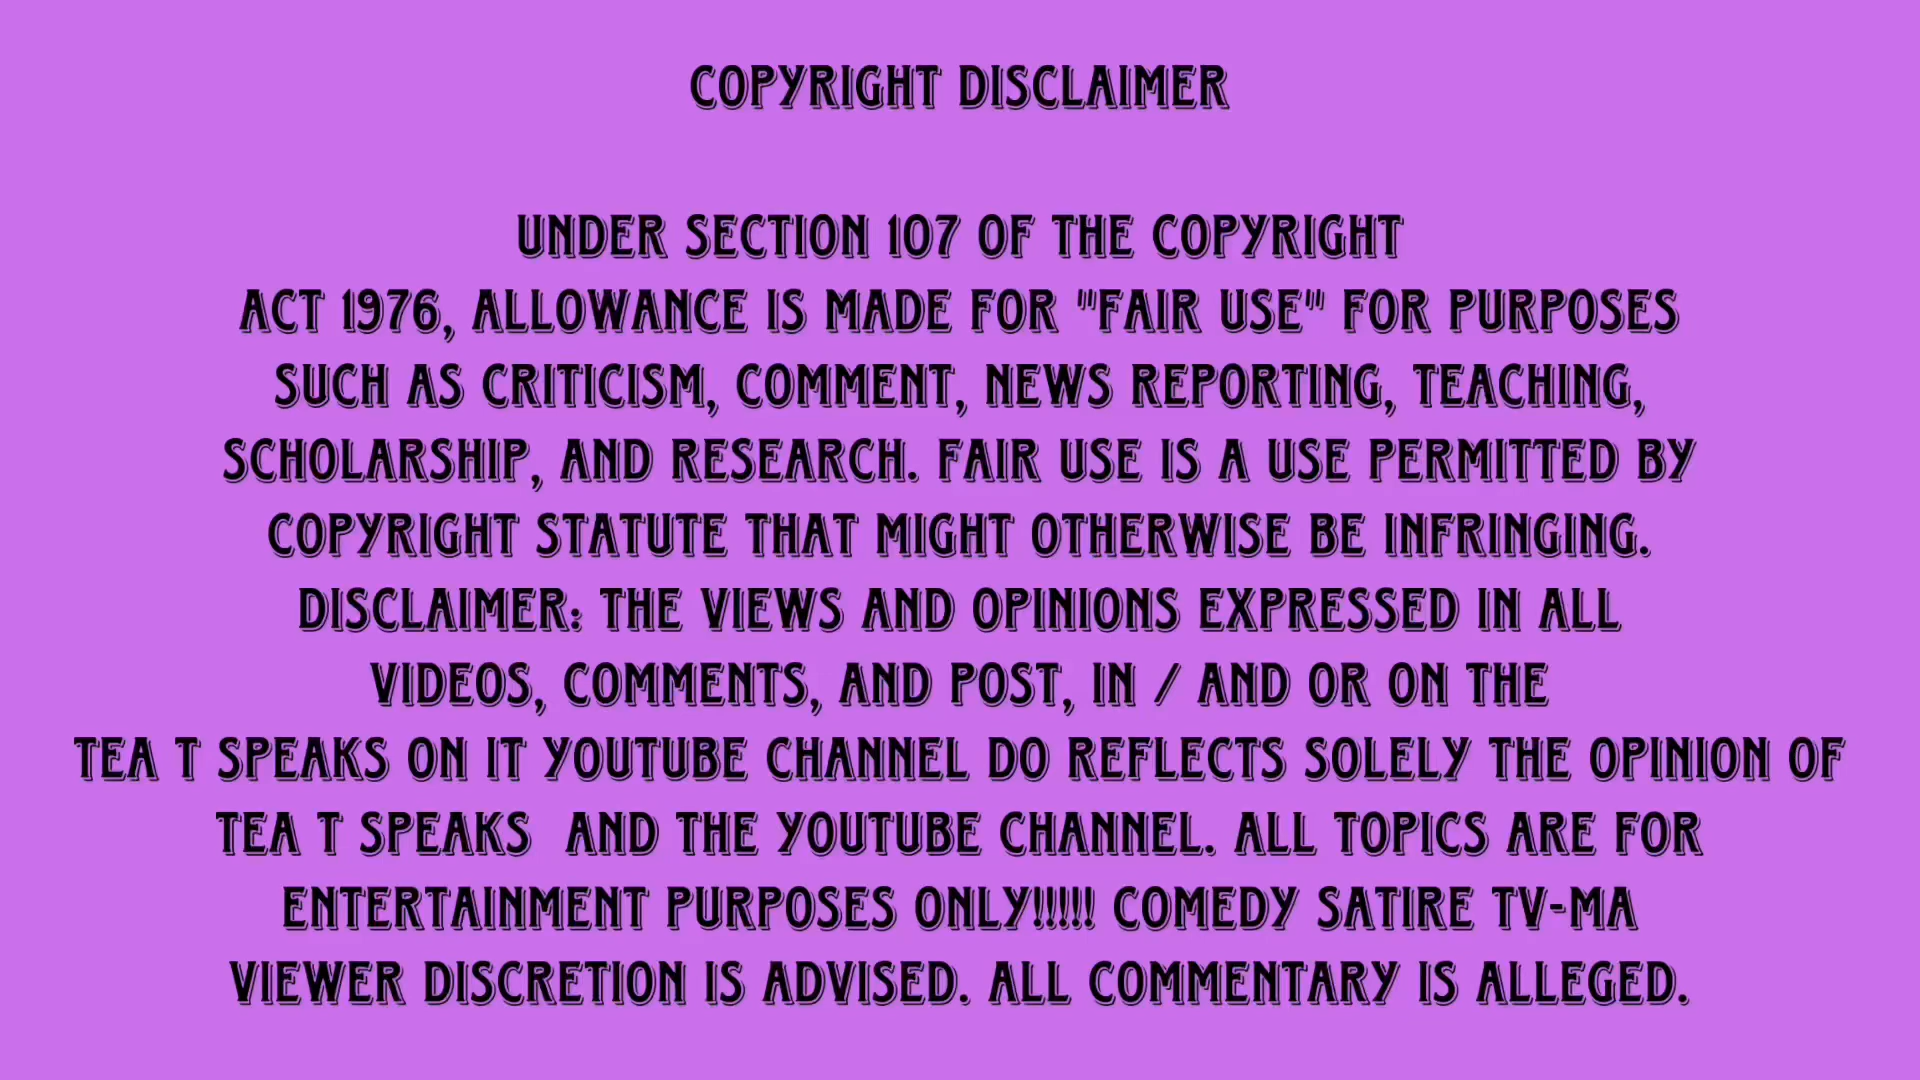 COPYRIGHT DISCLAIMER
UNDER SECTION 107 OF THE COPYRIGHT
ACT 1976, ALLOWANCE IS MADE FOR "FAIR USE" FOR PURPOSES
SUCH AS CRITICISM, COMMENT, NEWS REPORTING, TEACHING,
SCHOLARSHIP, AND RESEARCH. FAIR USE IS A USE PERMITTED BY
COPYRIGHT STATUTE THAT MIGHT OTHERWISE BE INFRINGING.
DISCLAIMER: THE VIEWS AND OPINIONS EXPRESSED IN ALL
VIDEOS, COMMENTS, AND POST, IN / AND OR ON THE
TEA T SPEAKS ON IT YOUTUBE CHANNEL DO REFLECTS SOLELY THE OPINION OF
TEA T SPEAKS AND THE YOUTUBE CHANNEL. ALL TOPICS ARE FOR
ENTERTAINMENT PURPOSES ONLY!!!!! COMEDY SATIRE TV-MA
VIEWER DISCRETION IS ADVISED. ALL COMMENTARY IS ALLEGED.